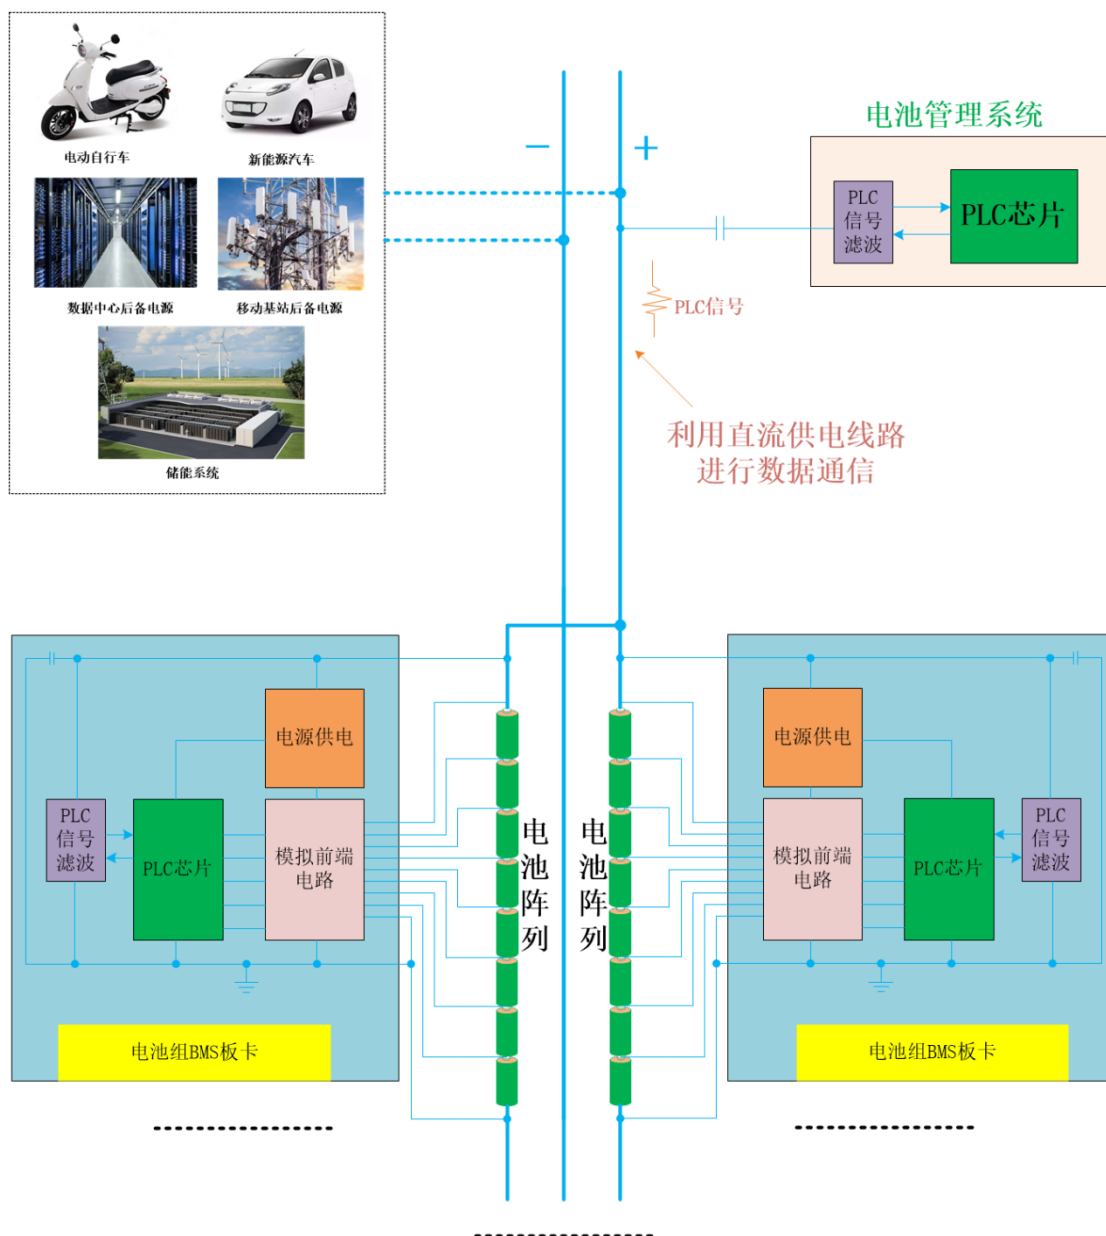 电动自行车
新能源汽车
数据中心后备电源
移动基站后备电源
储能系统
−
+
电池管理系统
PLC
信号
滤波
PLC芯片
PLC信号
利用直流供电线路
进行数据通信
电源供电
PLC
信号
滤波
PLC芯片
模拟前端
电路
电池组BMS板卡
电池阵列
电池阵列
电源供电
模拟前端
电路
PLC芯片
PLC
信号
滤波
电池组BMS板卡